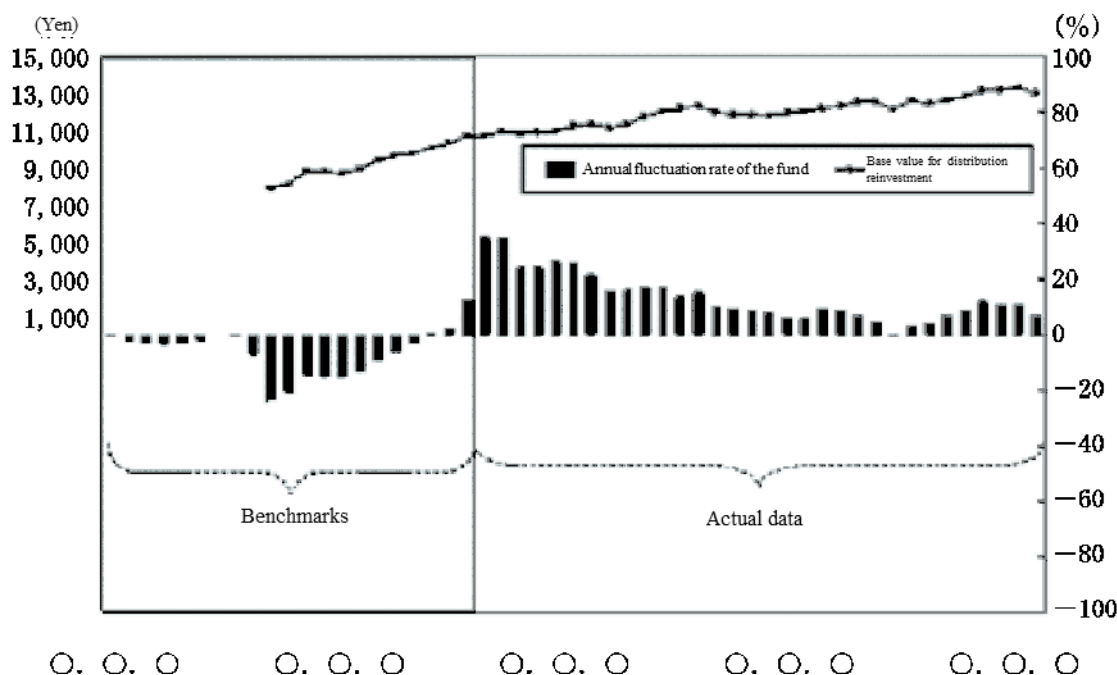 (Yen)
(%)
15, 000
13, 000
11, 000
9, 000
7, 000
5, 000
3, 000
1, 000
100
80
60
40
20
0
−20
−40
−60
−80
−100
Annual fluctuation rate of the fund
Base value for distribution
reinvestment
Benchmarks
Actual data
○. ○. ○ ○. ○. ○ ○. ○. ○ ○. ○. ○ ○. ○. ○